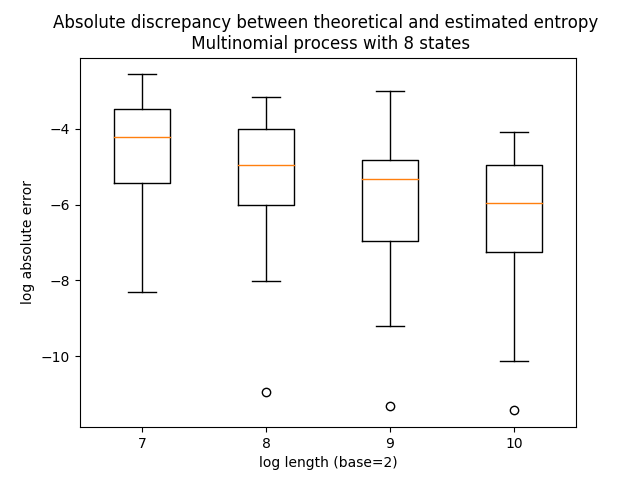 Absolute discrepancy between theoretical and estimated entropy
Multinomial process with 8 states
log absolute error
−4
−6
−8
−10
7 8 9 10
log length (base=2)